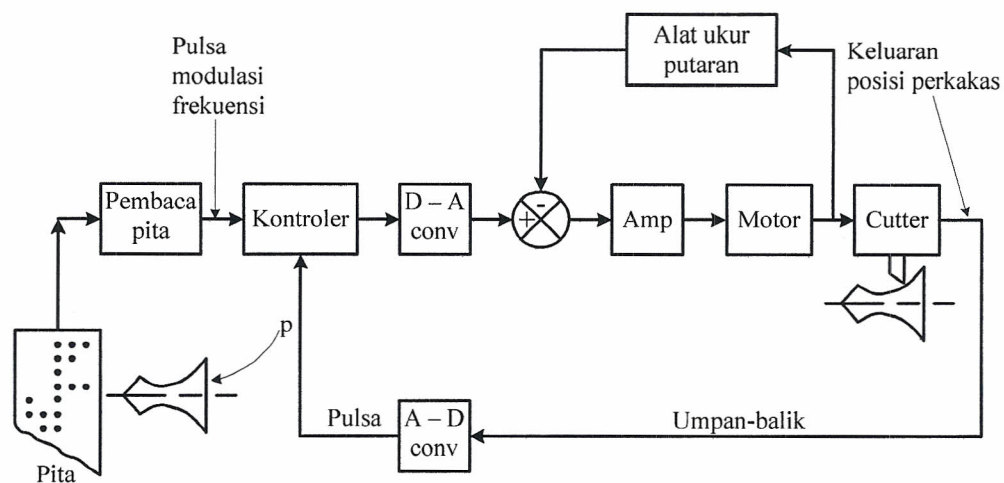 Pulsa
modulasi
frekuensi
Alat ukur
putaran
Keluaran
posisi perkakas
Pembaca
pita
Kontroler
D – A
conv
+
-
Amp
Motor
Cutter
p
Pulsa
A – D
conv
Umpan-balik
Pita